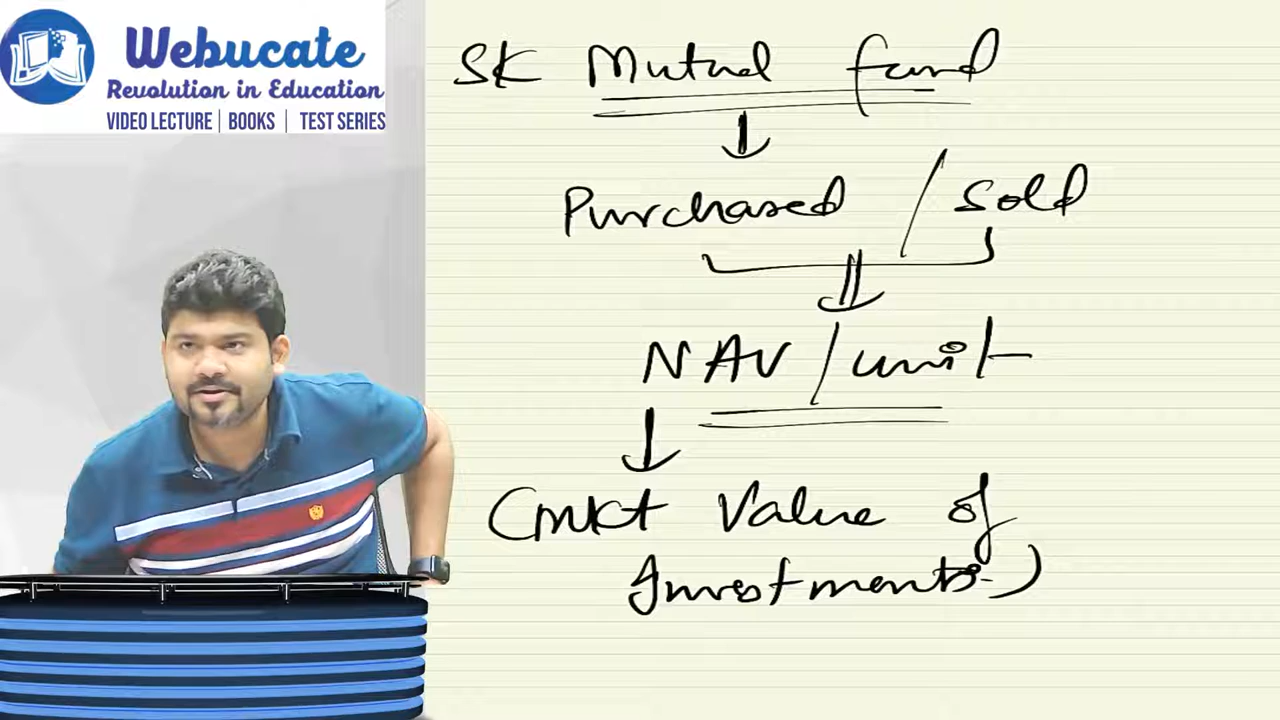 Webucate
Revolution in Education
VIDEO LECTURE | BOOKS | TEST SERIES
SK Mutual fund
Purchased / Sold
NAV/unit
(mkt Value of
Investments-)